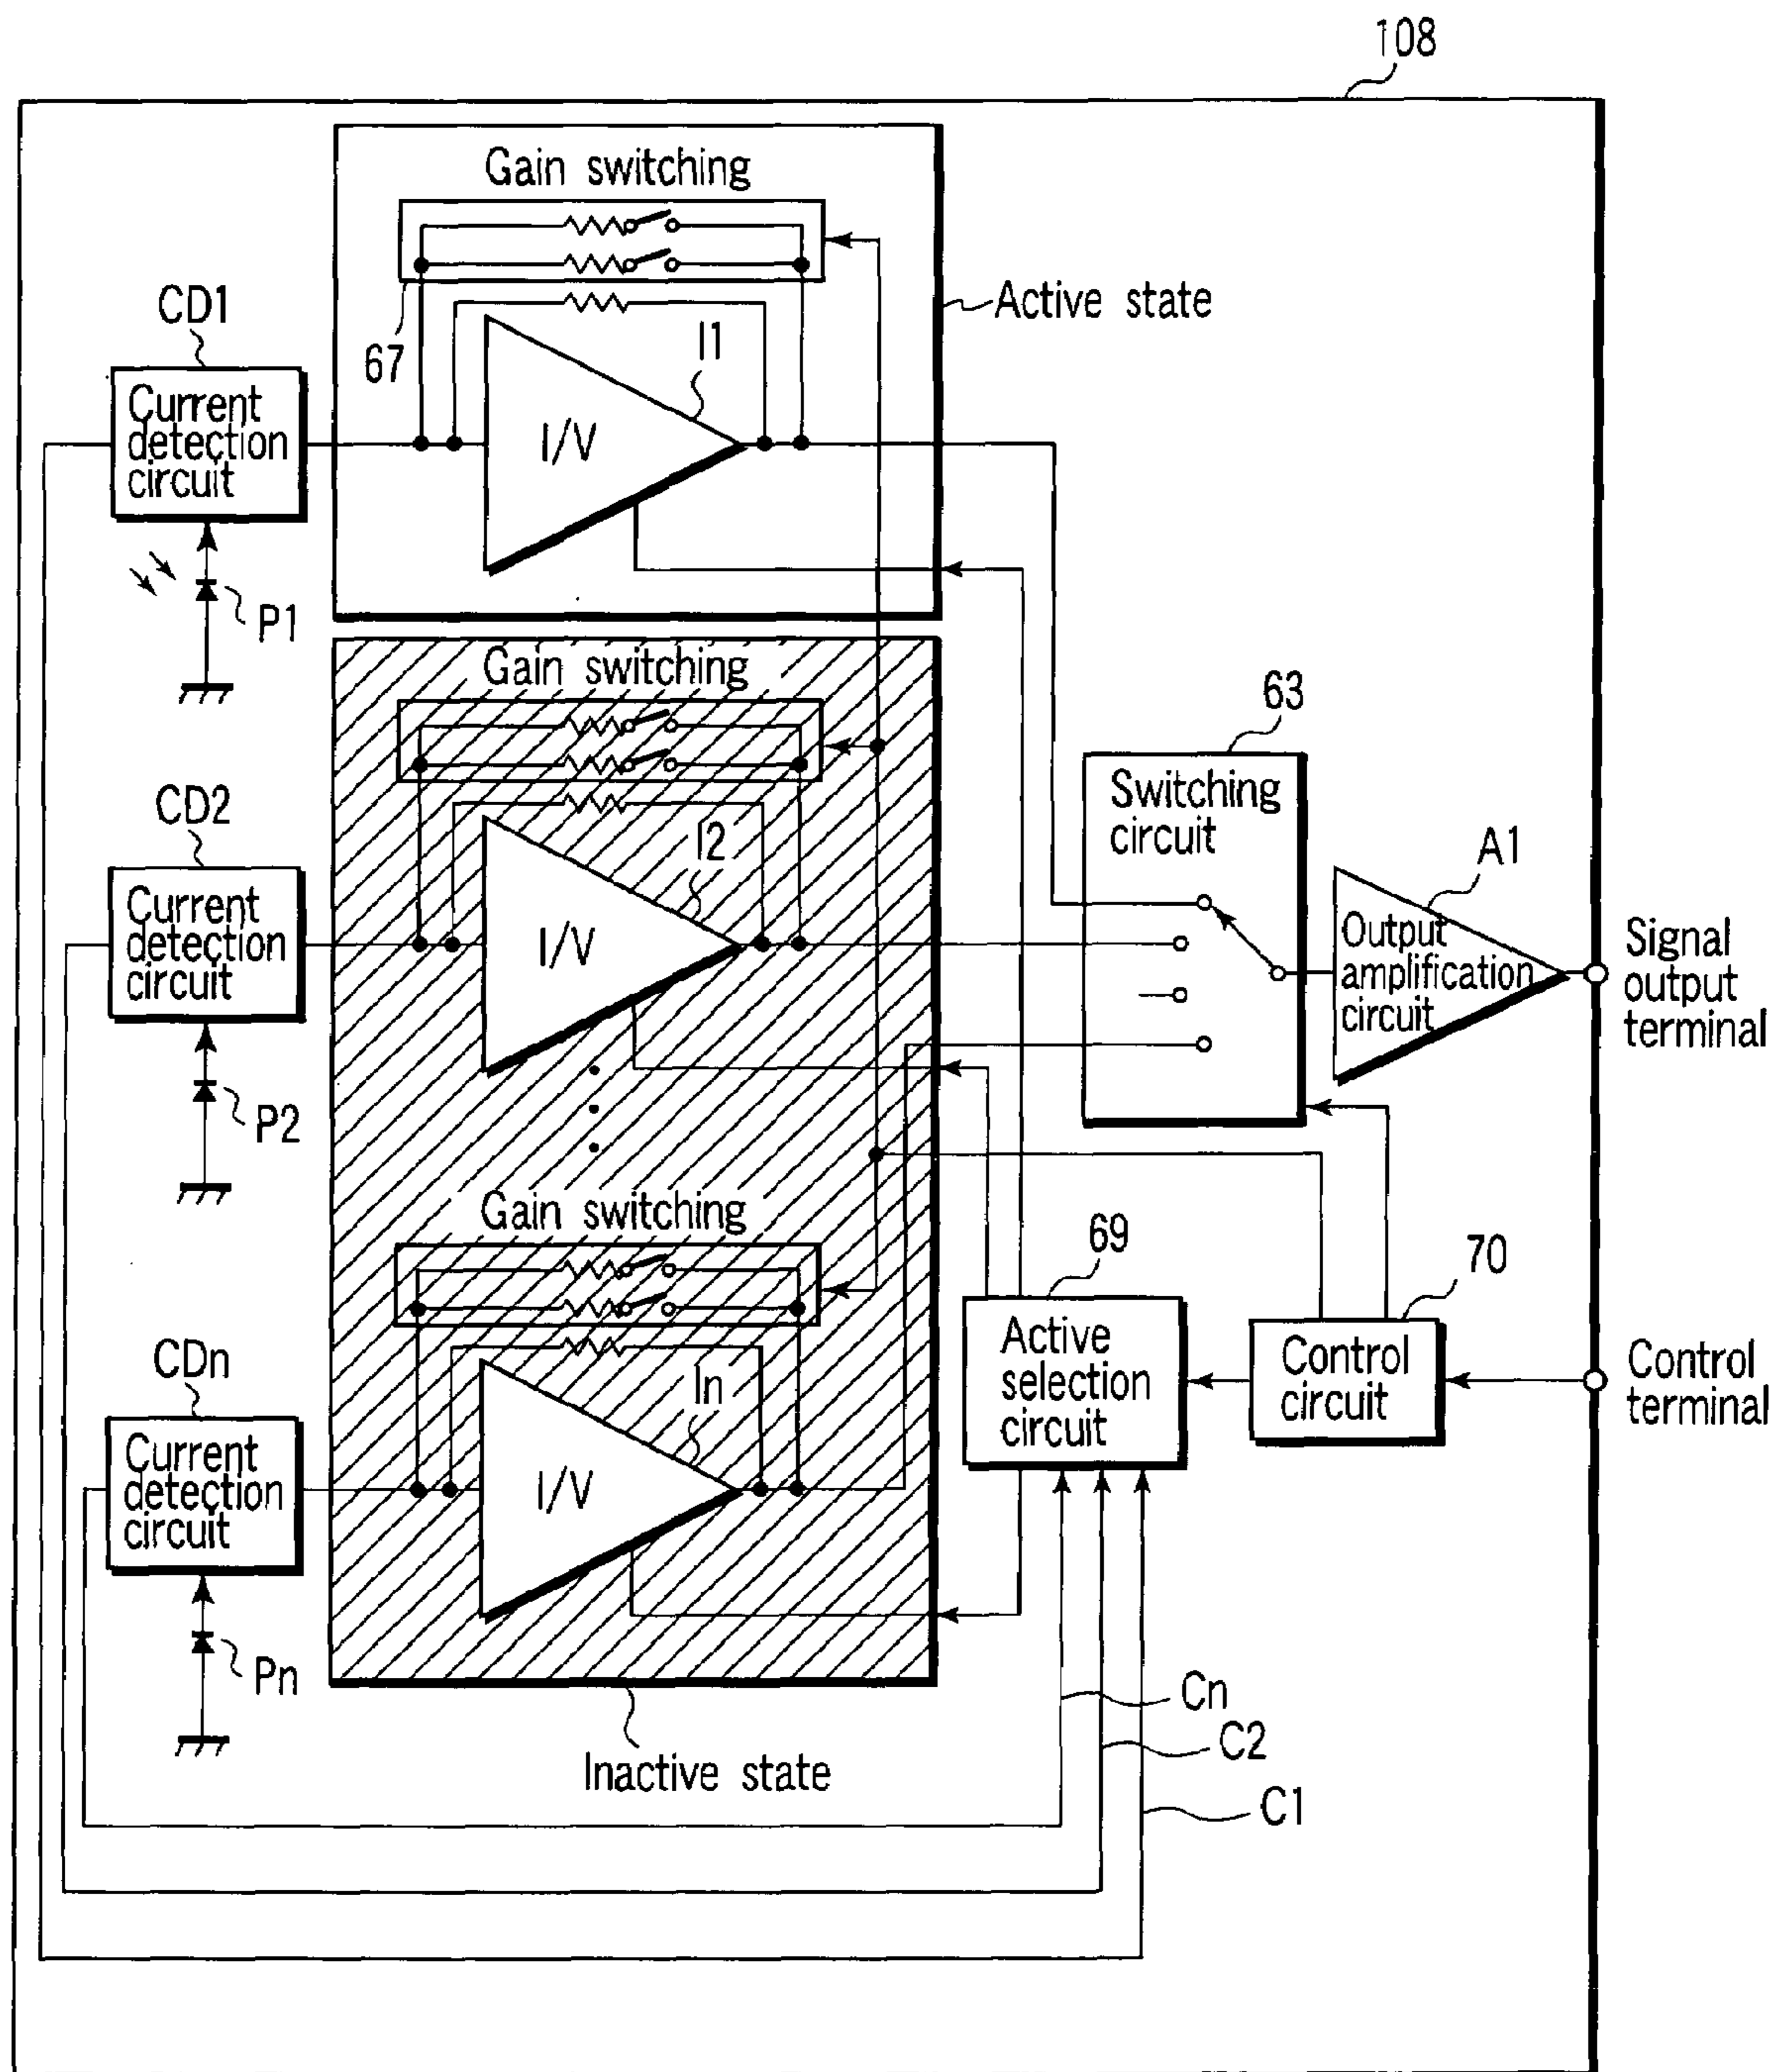 108
Gain switching
67
Active state
CD1
Current
detection
circuit
I1
I/V
P1
Gain switching
CD2
Current
detection
circuit
I2
I/V
P2
63
Switching
circuit
A1
Output
amplification
circuit
Signal
output
terminal
Gain switching
CDn
Current
detection
circuit
In
I/V
Pn
69
Active
selection
circuit
70
Control
circuit
Control
terminal
Inactive state
Cn
C2
C1